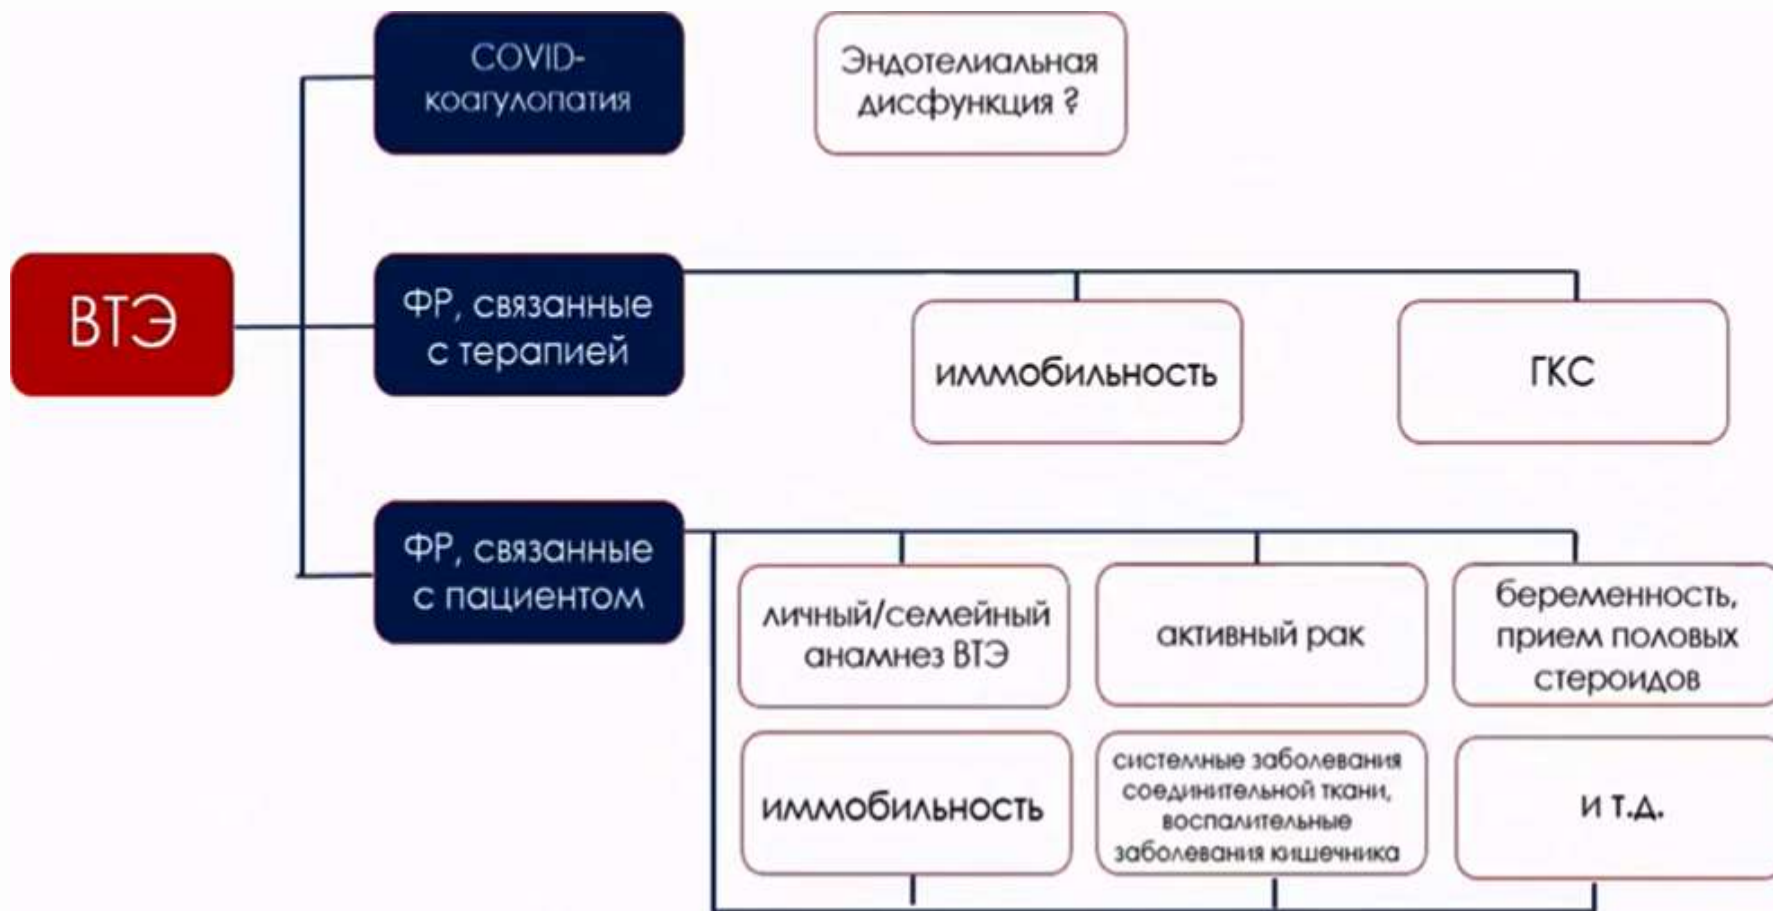 COVID-
коагулопатия
Эндотелиальная
дисфункция ?
ВТЭ
ФР, связанные
с терапией
иммобильность
ГКС
ФР, связанные
с пациентом
личный/семейный
анамнез ВТЭ
активный рак
беременность,
прием половых
стероидов
иммобильность
системные заболевания
соединительной ткани,
воспалительные
заболевания кишечника
и т.д.